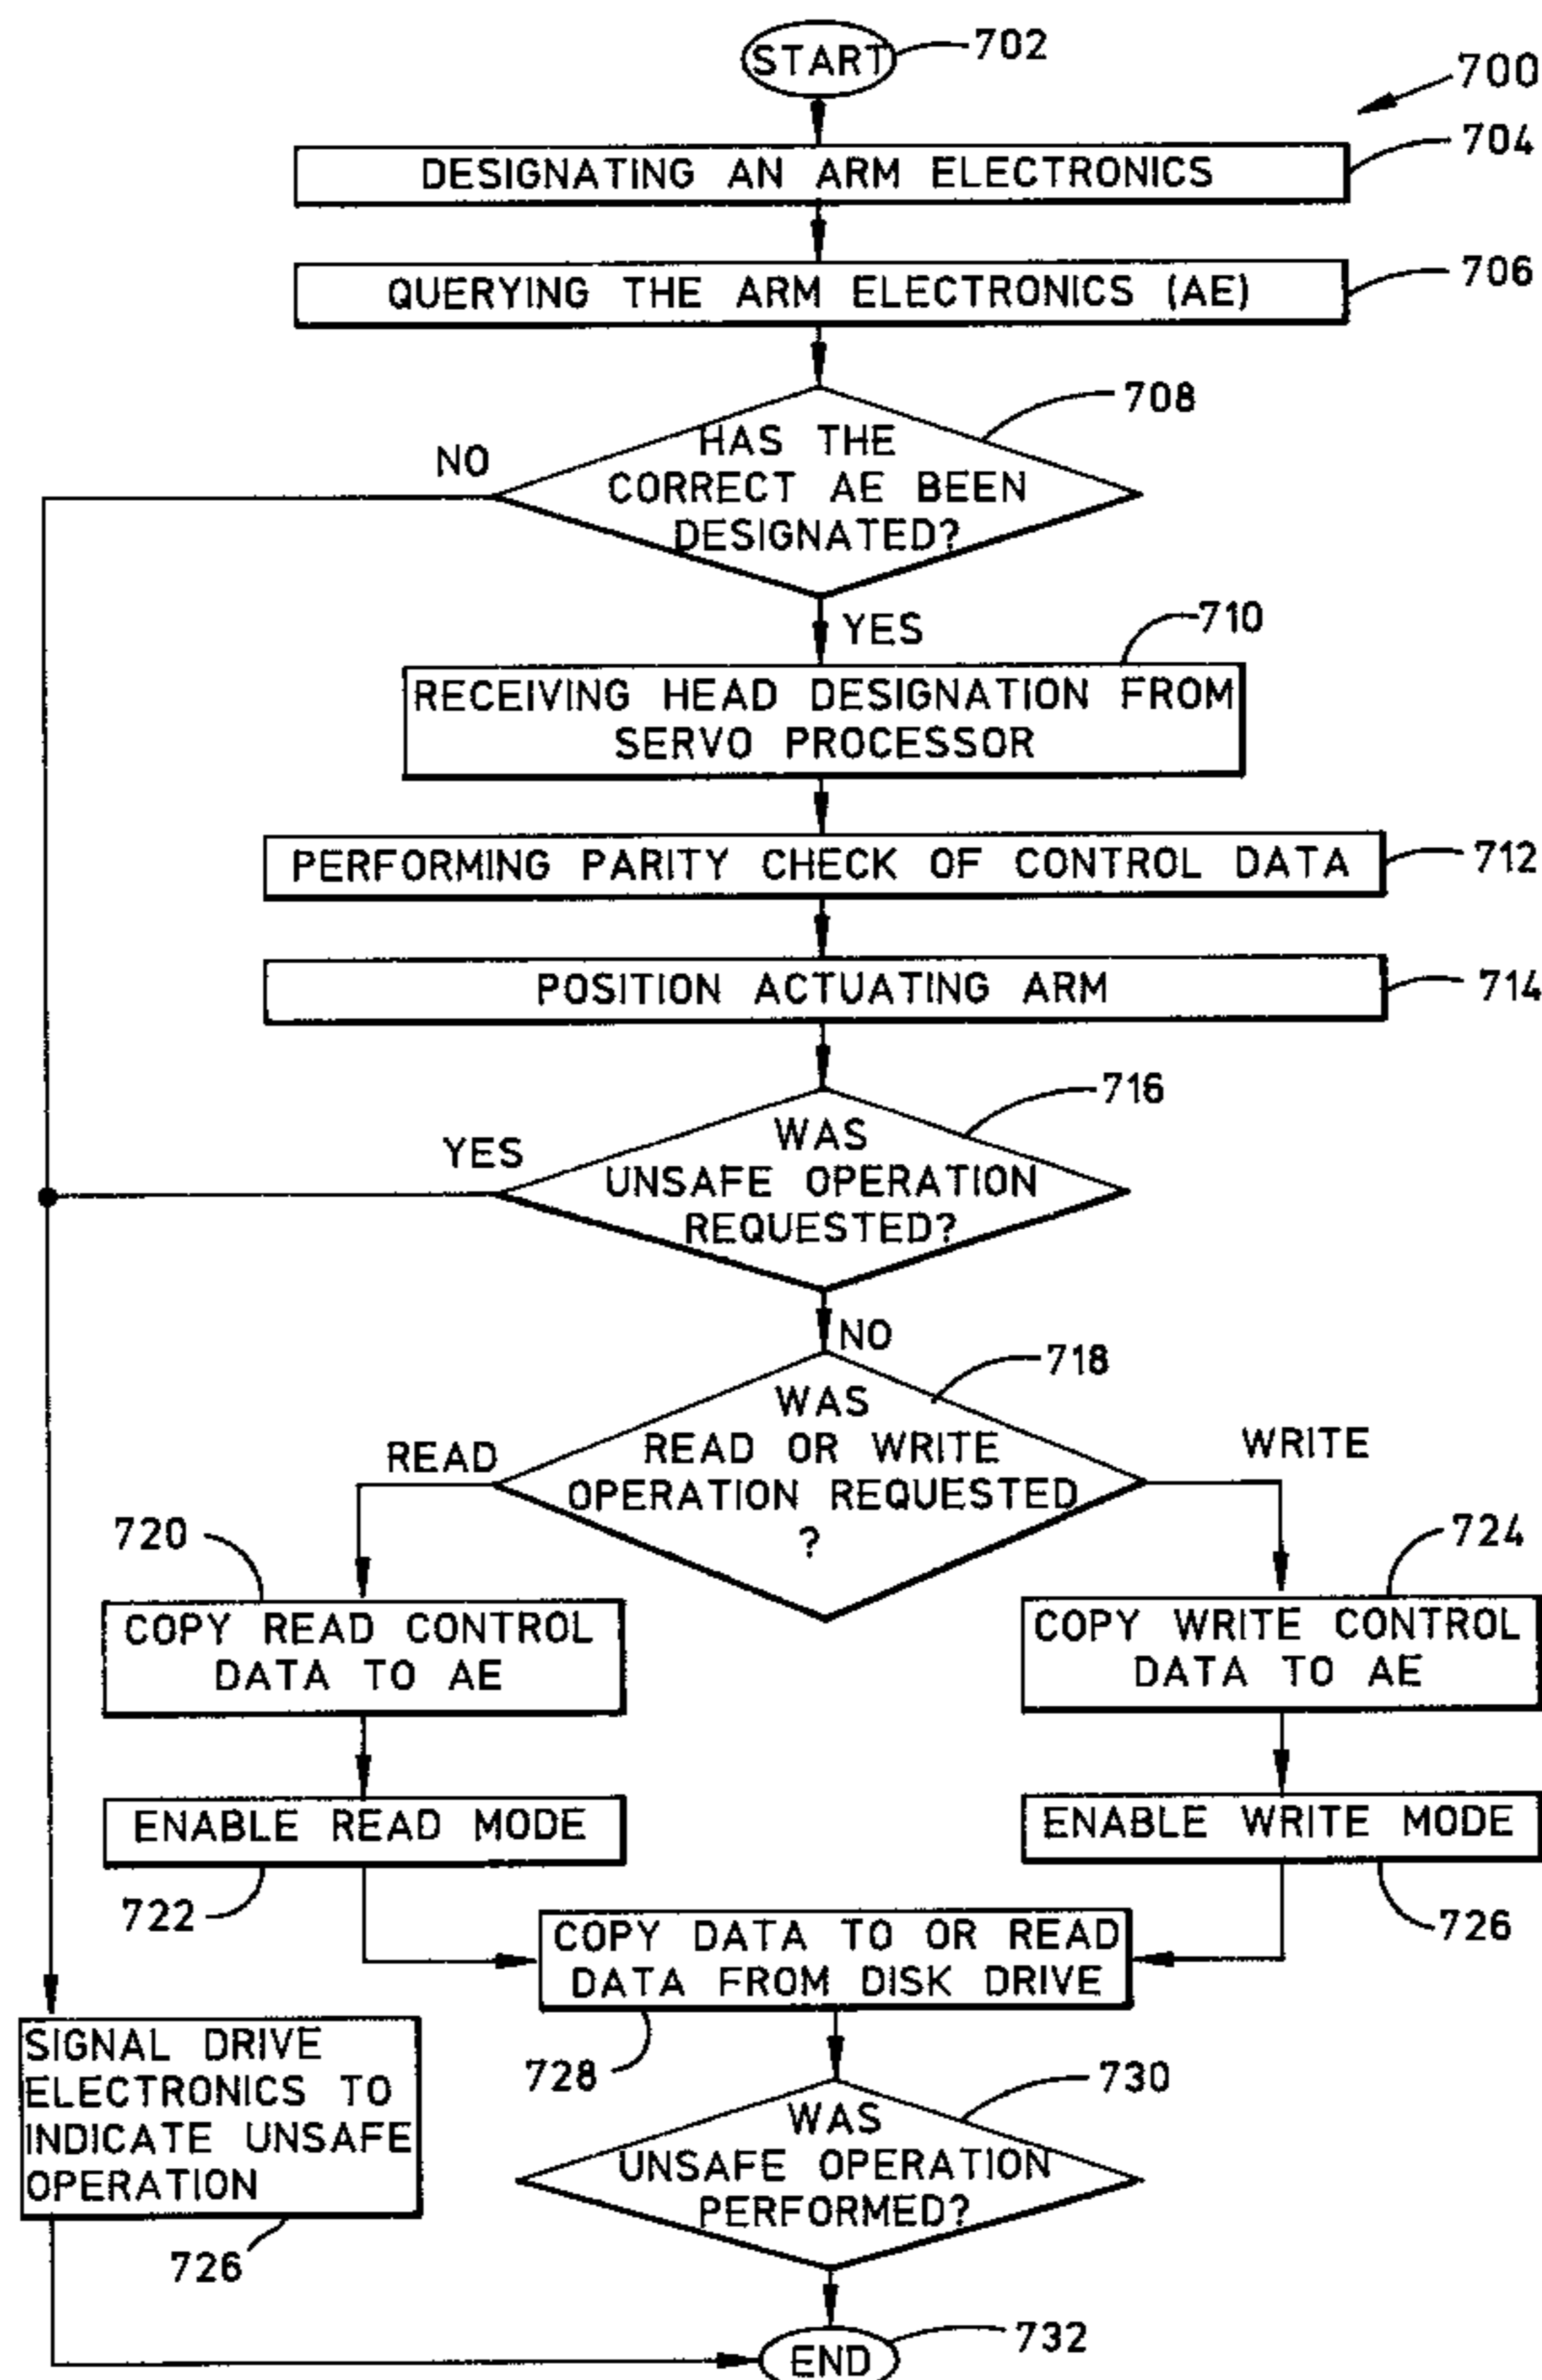 START
702
700
DESIGNATING AN ARM ELECTRONICS
704
QUERYING THE ARM ELECTRONICS (AE)
706
708
HAS THE
CORRECT AE BEEN
DESIGNATED?
NO
YES
710
RECEIVING HEAD DESIGNATION FROM
SERVO PROCESSOR
PERFORMING PARITY CHECK OF CONTROL DATA
712
POSITION ACTUATING ARM
714
716
YES
WAS
UNSAFE OPERATION
REQUESTED?
NO
718
WAS
READ OR WRITE
OPERATION REQUESTED
?
READ
WRITE
720
724
COPY READ CONTROL
DATA TO AE
COPY WRITE CONTROL
DATA TO AE
ENABLE READ MODE
ENABLE WRITE MODE
722
726
COPY DATA TO OR READ
DATA FROM DISK DRIVE
728
SIGNAL DRIVE
ELECTRONICS TO
INDICATE UNSAFE
OPERATION
726
730
WAS
UNSAFE OPERATION
PERFORMED?
732
END